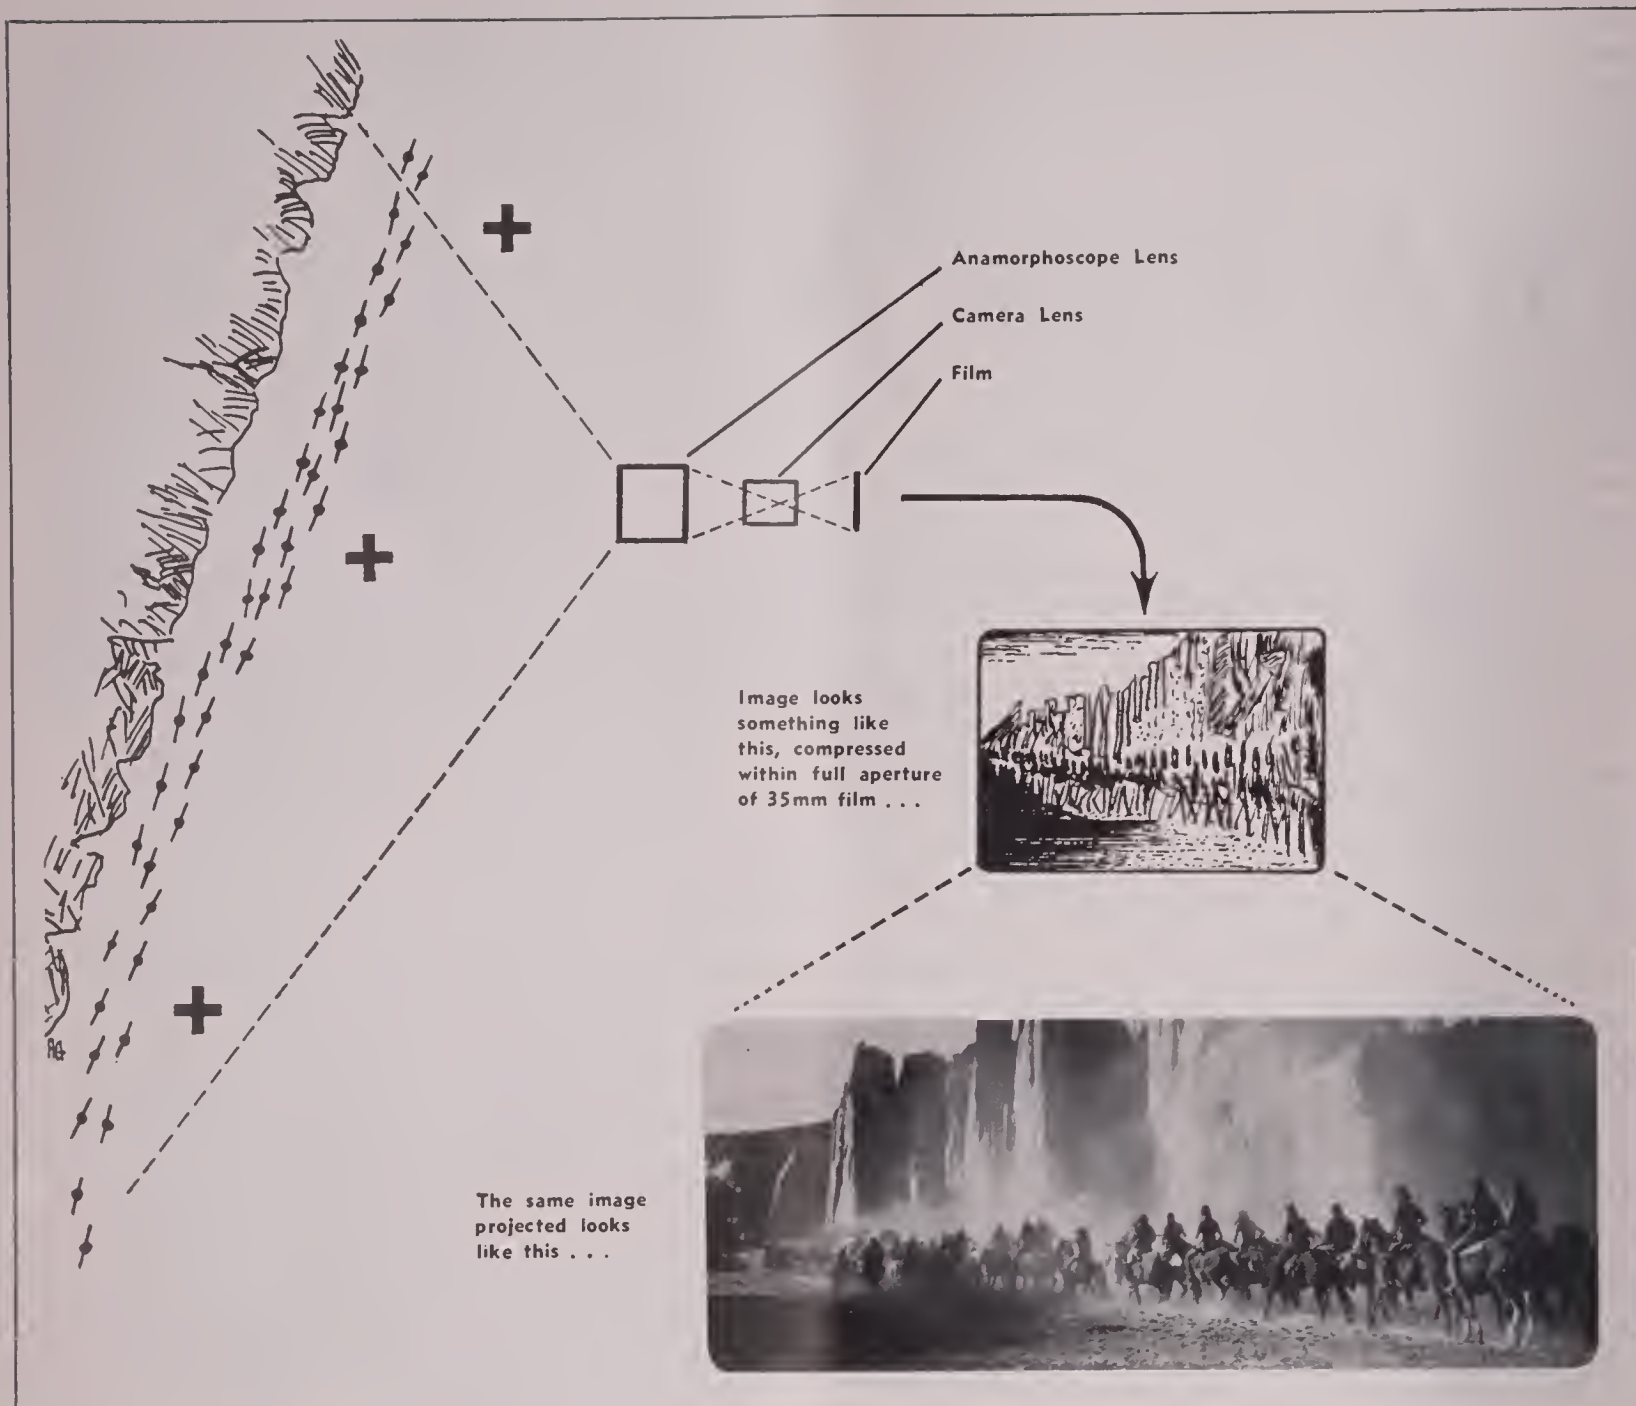 Anamorphoscope Lens
Camera Lens
Film
Image looks
something like
this, compressed
within full aperture
of 35mm film . . .
The same image
projected looks
like this . . .